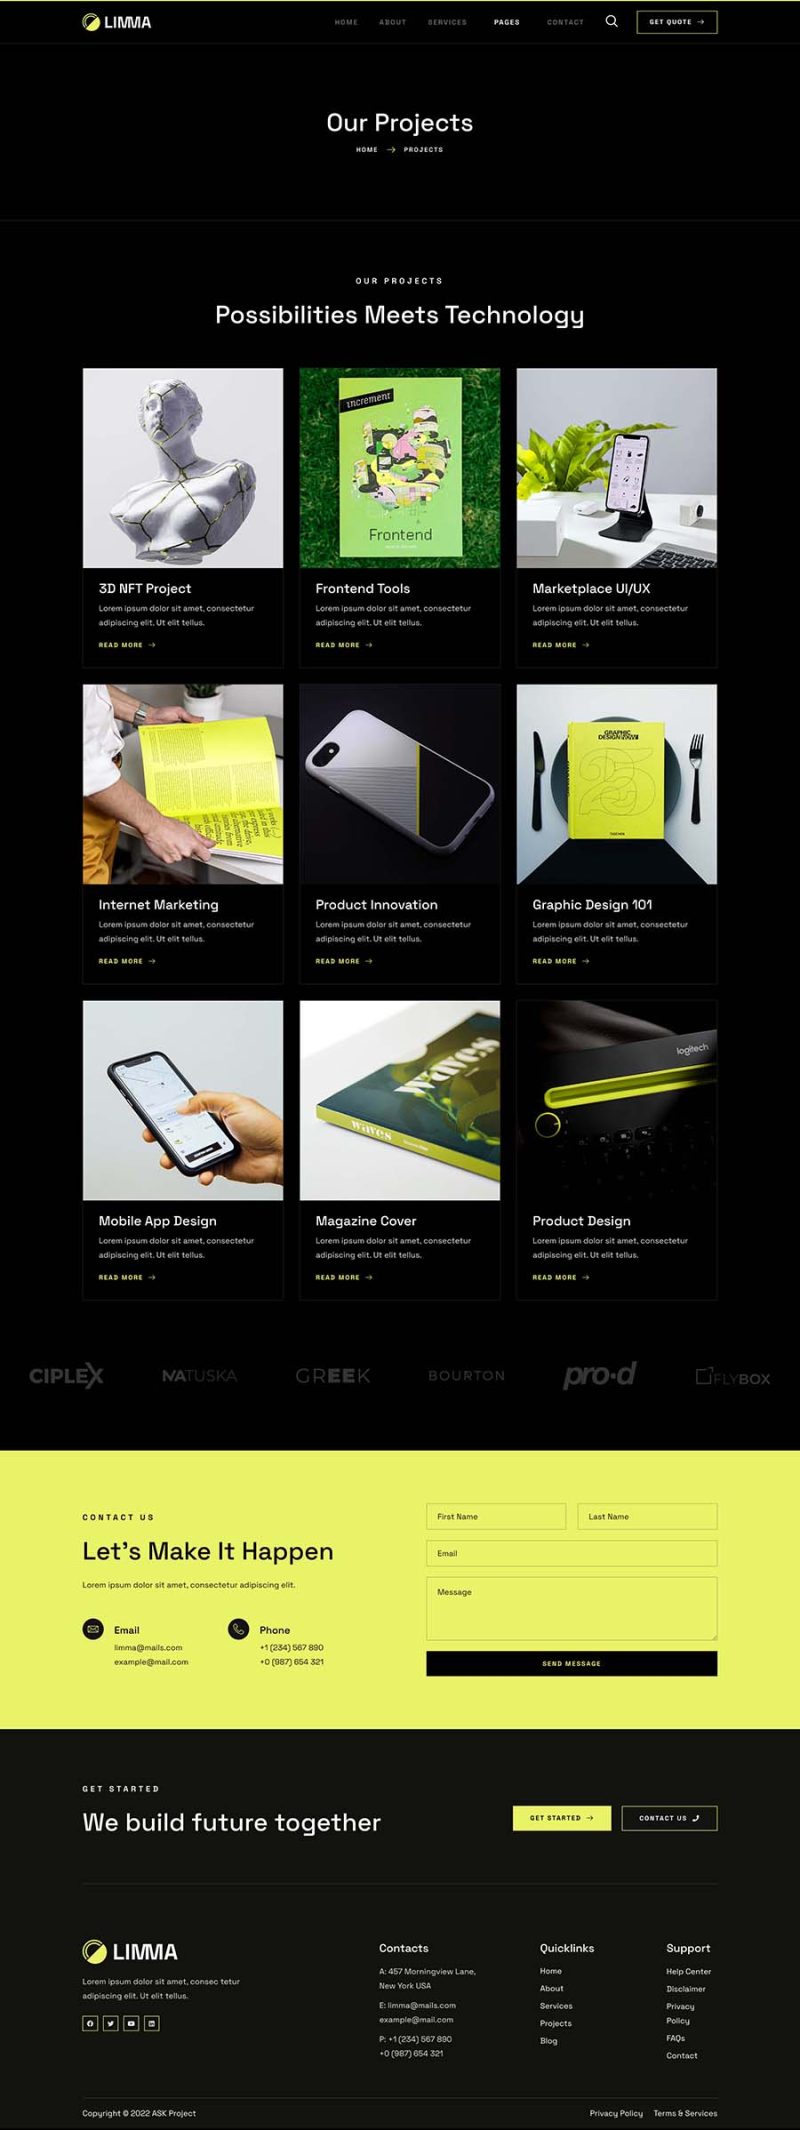 LIMMA
HOME ABOUT SERVICES PAGES CONTACT GET QUOTE
Our Projects
HOME → PROJECTS
OUR PROJECTS
Possibilities Meets Technology
increment
Frontend
3D NFT Project
Lorem ipsum dolor sit amet, consectetur
adipiscing elit. Ut elit tellus.
READ MORE →
Frontend Tools
Lorem ipsum dolor sit amet, consectetur
adipiscing elit. Ut elit tellus.
READ MORE →
Marketplace UI/UX
Lorem ipsum dolor sit amet, consectetur
adipiscing elit. Ut elit tellus.
READ MORE →
GRAPHIC
DESIGN
TASCHEN
Internet Marketing
Lorem ipsum dolor sit amet, consectetur
adipiscing elit. Ut elit tellus.
READ MORE →
Product Innovation
Lorem ipsum dolor sit amet, consectetur
adipiscing elit. Ut elit tellus.
READ MORE →
Graphic Design 101
Lorem ipsum dolor sit amet, consectetur
adipiscing elit. Ut elit tellus.
READ MORE →
waves
waves
logitech
Mobile App Design
Lorem ipsum dolor sit amet, consectetur
adipiscing elit. Ut elit tellus.
READ MORE →
Magazine Cover
Lorem ipsum dolor sit amet, consectetur
adipiscing elit. Ut elit tellus.
READ MORE →
Product Design
Lorem ipsum dolor sit amet, consectetur
adipiscing elit. Ut elit tellus.
READ MORE →
CIPLEX NATUSKA GREEK BOURTON pro·d FLYBOX
CONTACT US
Let's Make It Happen
Lorem ipsum dolor sit amet, consectetur adipiscing elit.
Email
limma@mails.com
example@mail.com
Phone
+1 (234) 567 890
+0 (987) 654 321
First Name
Last Name
Email
Message
SEND MESSAGE
GET STARTED
We build future together
GET STARTED →
CONTACT US
LIMMA
Lorem ipsum dolor sit amet, consec tetur
adipiscing elit. Ut elit tellus.
Contacts
A: 457 Morningview Lane,
New York USA
E: limma@mails.com
example@mail.com
P: +1 (234) 567 890
+0 (987) 654 321
Quicklinks
Home
About
Services
Projects
Blog
Support
Help Center
Disclaimer
Privacy
Policy
FAQs
Contact
Copyright © 2022 ASK Project
Privacy Policy Terms & Services